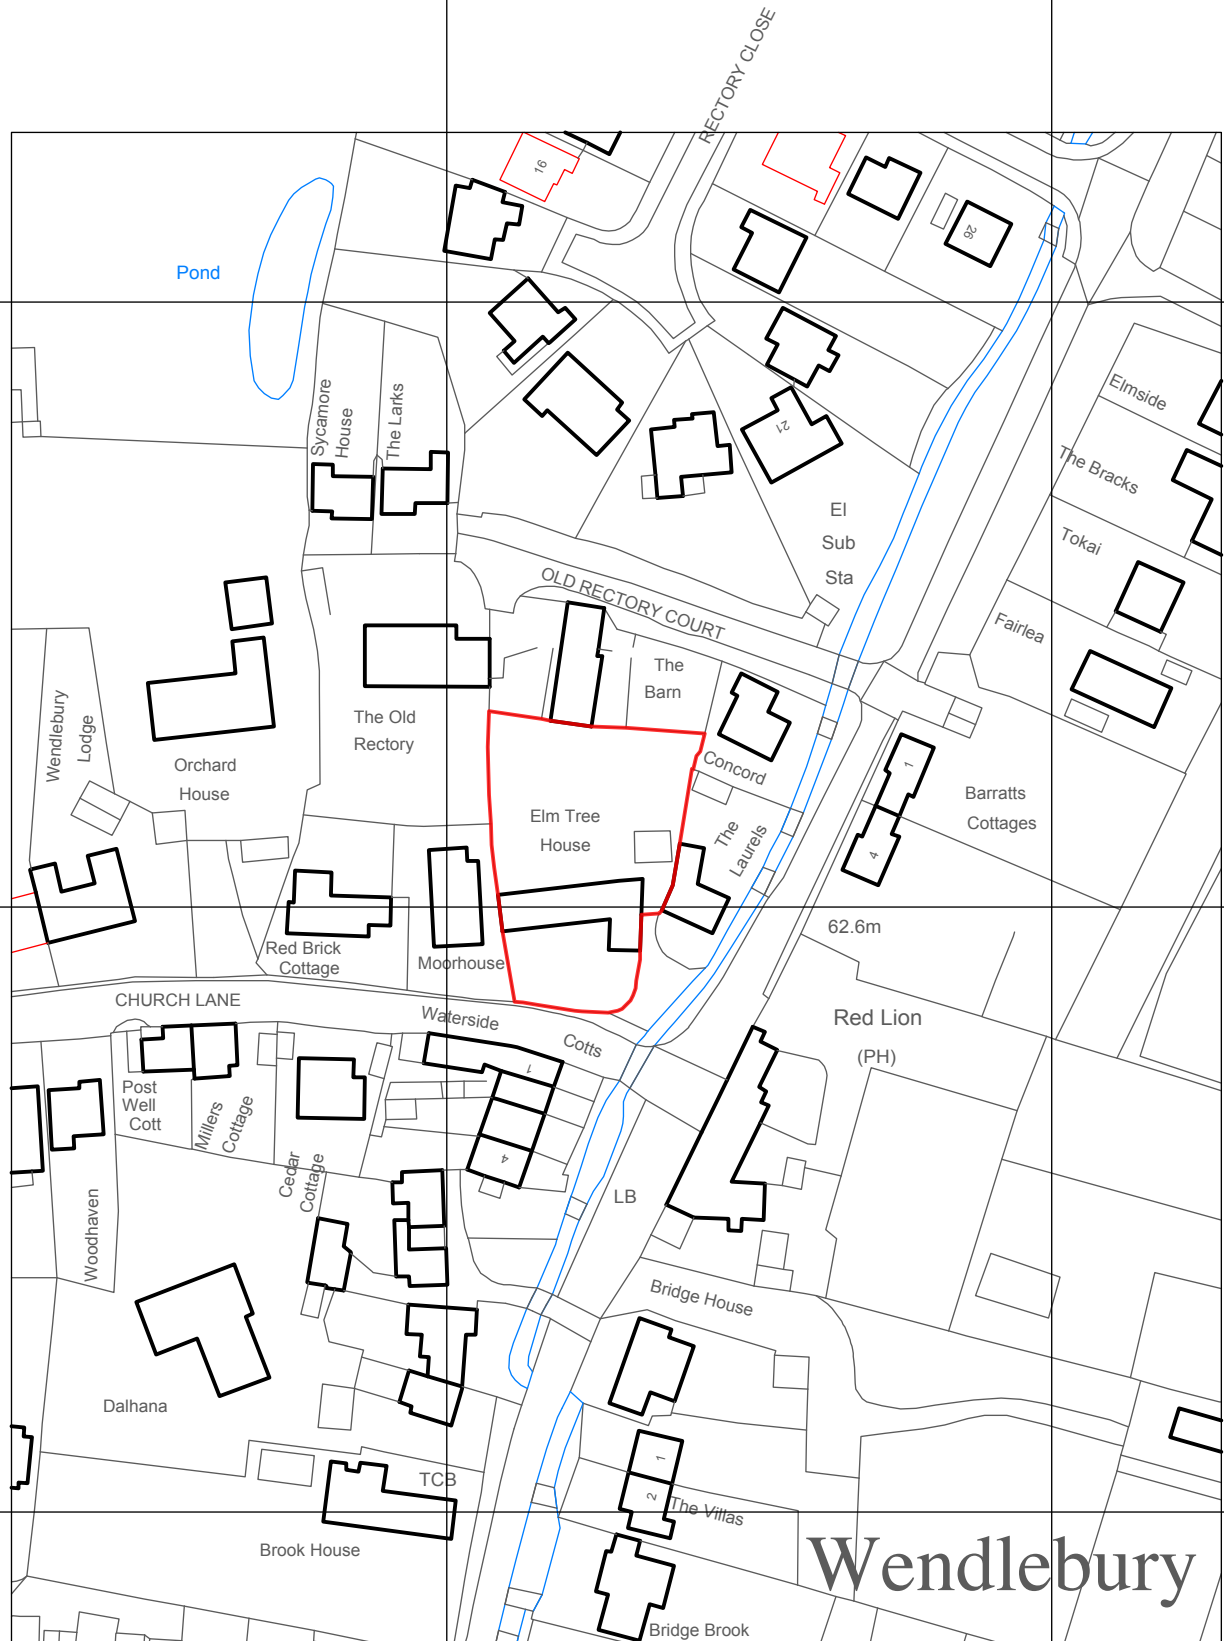 RECTORY CLOSE
16
Pond
26
Sycamore
House
The Larks
21
Elmside
The Bracks
Tokai
Fairlea
El
Sub
Sta
OLD RECTORY COURT
The
Barn
Wendlebury
Lodge
Orchard
House
The Old
Rectory
Concord
Elm Tree
House
The
Laurels
1
4
Barratts
Cottages
62.6m
Red Brick
Cottage
Moorhouse
CHURCH LANE
Waterside
Cotts
1
4
Red Lion
(PH)
Post
Well
Cott
Millers
Cottage
Cedar
Cottage
Woodhaven
LB
Bridge House
Dalhana
TCB
1
2
The Villas
Brook House
Wendlebury
Bridge Brook